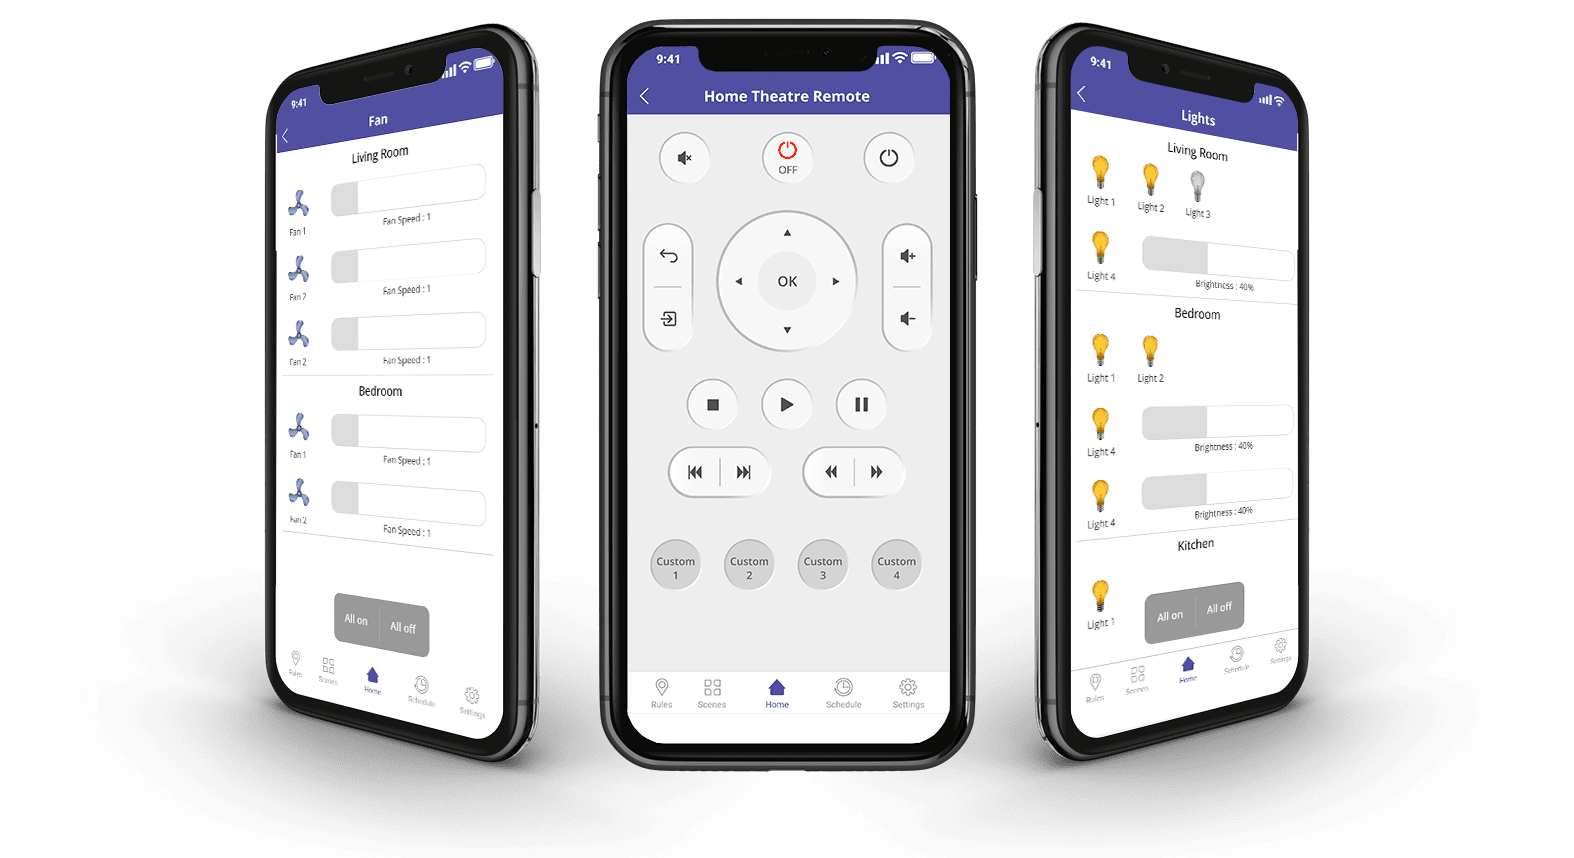 9:41
Fan
Living Room
Fan 1
Fan Speed : 1
Fan 2
Fan Speed : 1
Fan 2
Fan Speed : 1
Bedroom
Fan 1
Fan Speed : 1
Fan 2
Fan Speed : 1
All on
All off
Rules
Scenes
Home
Schedule
Settings
9:41
Home Theatre Remote
OFF
OK
Custom
1
Custom
2
Custom
3
Custom
4
Rules
Scenes
Home
Schedule
Settings
9:41
Lights
Living Room
Light 1
Light 2
Light 3
Light 4
Brightness : 40%
Bedroom
Light 1
Light 2
Light 4
Brightness : 40%
Light 4
Brightness : 40%
Kitchen
Light 1
All on
All off
Rules
Scenes
Home
Schedule
Settings